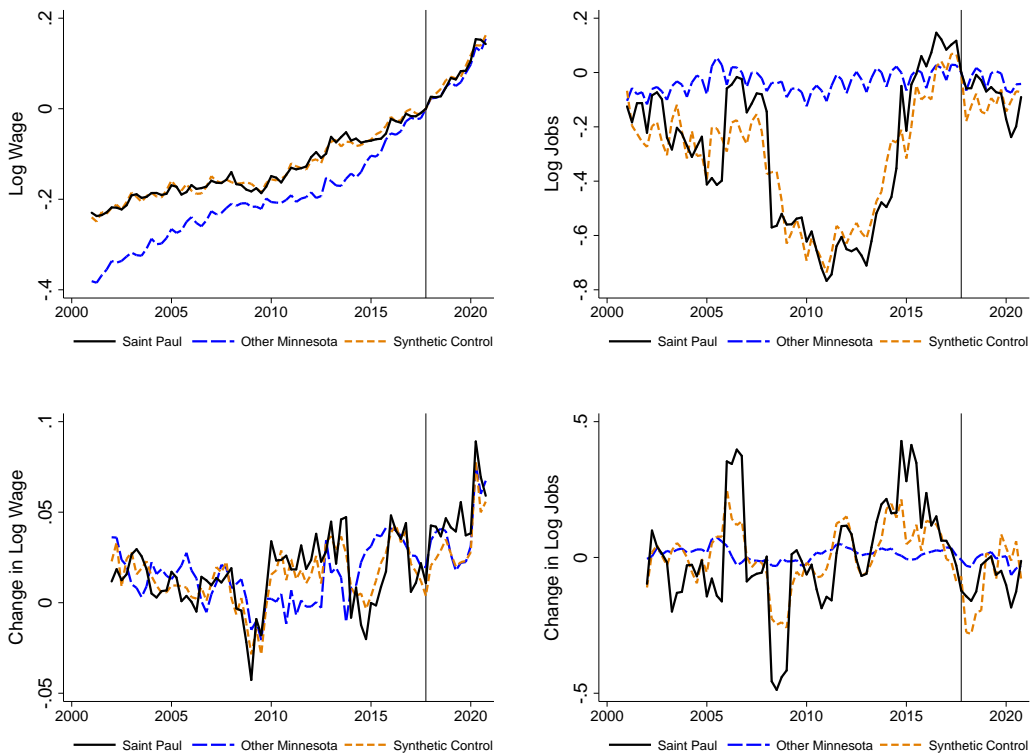 Log Wage
.2
0
-.2
-.4
2000 2005 2010 2015 2020
Saint Paul Other Minnesota Synthetic Control
Log Jobs
.2
0
-.2
-.4
-.6
-.8
2000 2005 2010 2015 2020
Saint Paul Other Minnesota Synthetic Control
Change in Log Wage
.1
.05
0
-.05
2000 2005 2010 2015 2020
Saint Paul Other Minnesota Synthetic Control
Change in Log Jobs
.5
0
-.5
2000 2005 2010 2015 2020
Saint Paul Other Minnesota Synthetic Control